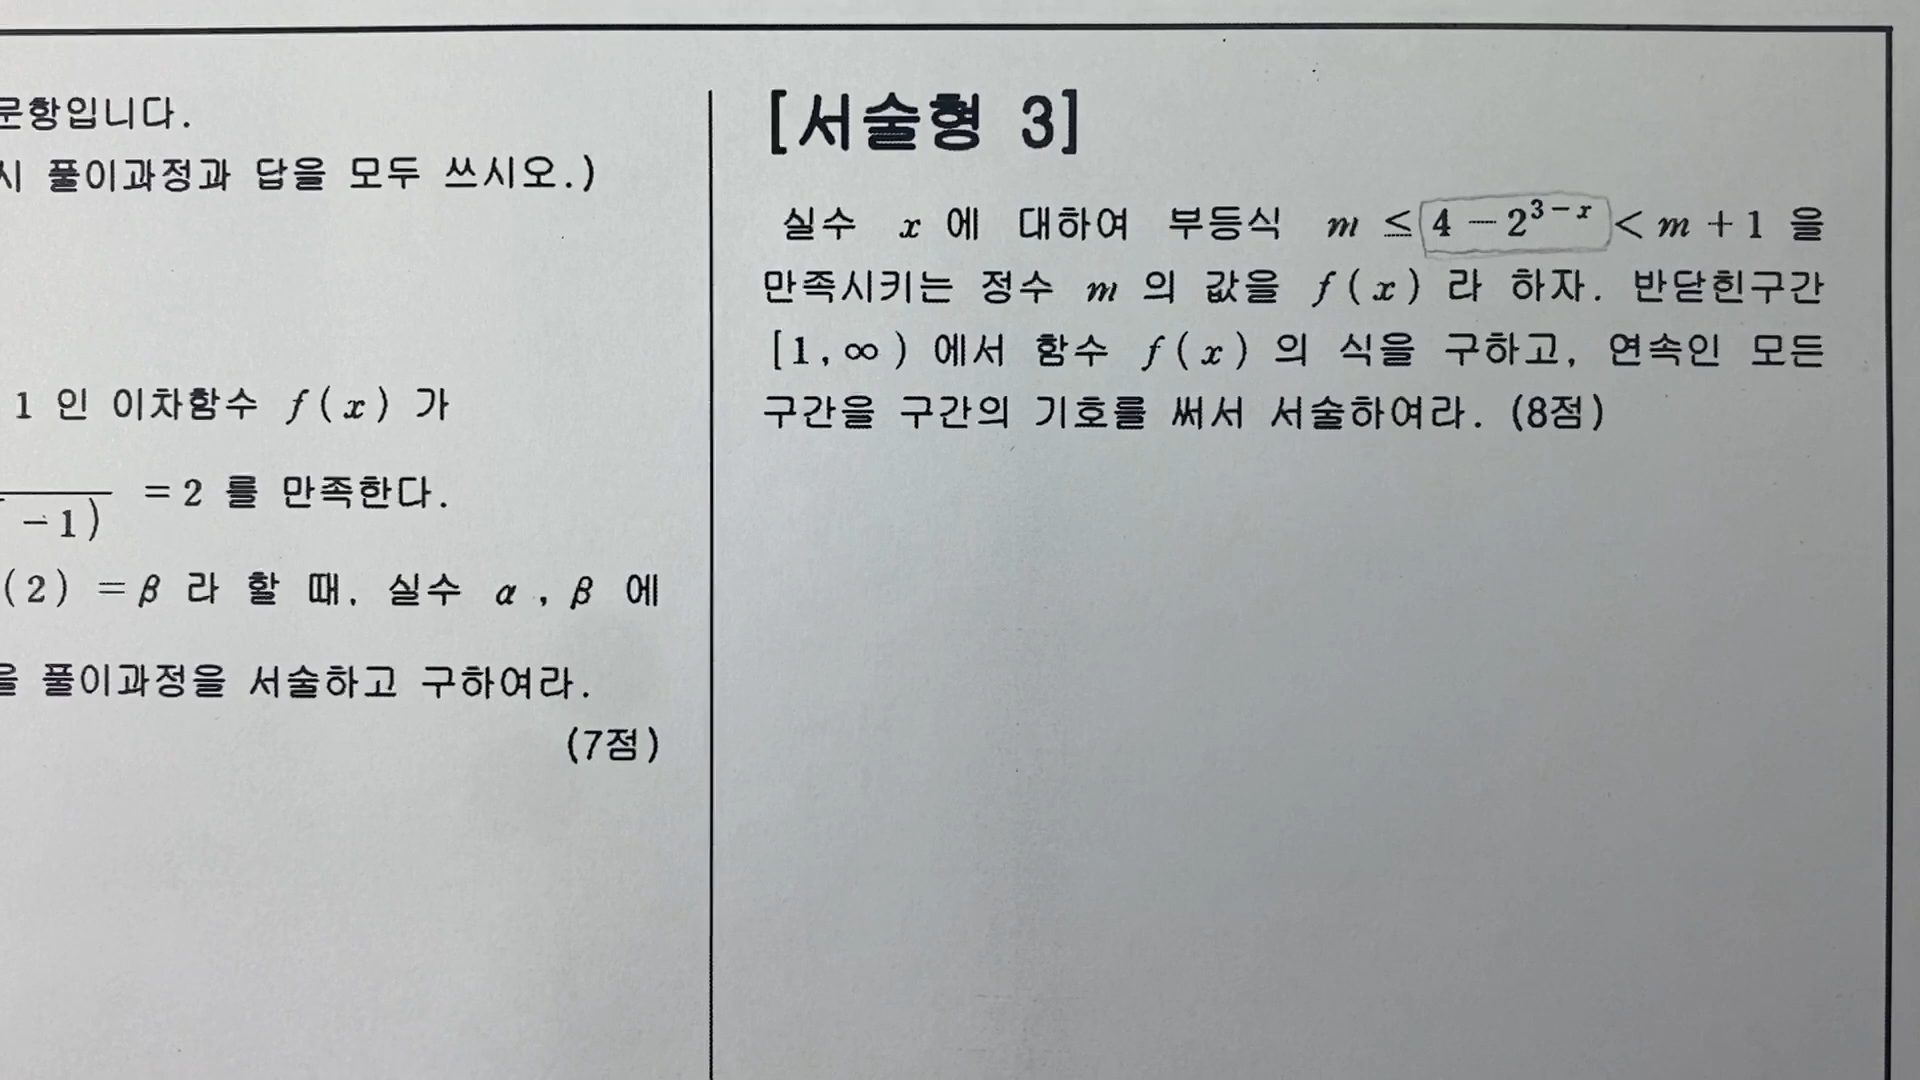 문항입니다.
시 풀이과정과 답을 모두 쓰시오.)
1 인 이차함수 f(x) 가
-1) = 2 를 만족한다.
(2) = β 라 할 때, 실수 α, β 에
을 풀이과정을 서술하고 구하여라.
(7점)
[서술형 3]
실수 x 에 대하여 부등식 m ≤ 4 - 2^{3-x} < m + 1 을
만족시키는 정수 m 의 값을 f(x) 라 하자. 반닫힌구간
[1, ∞) 에서 함수 f(x) 의 식을 구하고, 연속인 모든
구간을 구간의 기호를 써서 서술하여라. (8점)